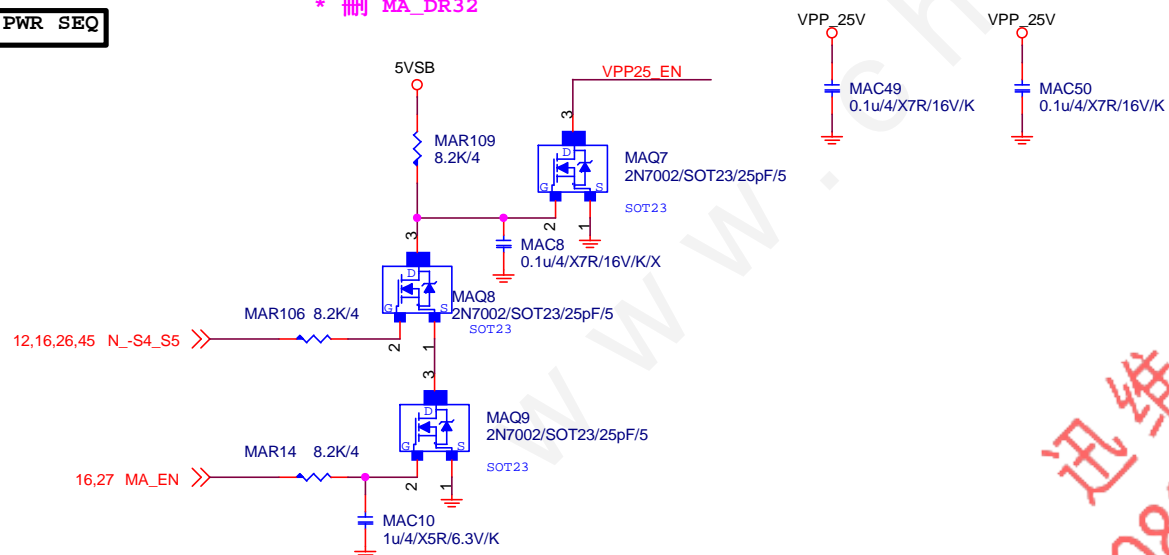 * 删 MA_DR32
PWR SEQ
VPP_25V
VPP_25V
5VSB
VPP25_EN
MAC49
0.1u/4/X7R/16V/K
MAC50
0.1u/4/X7R/16V/K
3
MAR109
8.2K/4
D
G
S
MAQ7
2N7002/SOT23/25pF/5
SOT23
2
1
3
MAC8
0.1u/4/X7R/16V/K/X
D
G
S
MAQ8
2N7002/SOT23/25pF/5
SOT23
MAR106 8.2K/4
12,16,26,45 N_-S4_S5
2
1
3
D
G
S
MAQ9
2N7002/SOT23/25pF/5
SOT23
MAR14 8.2K/4
16,27 MA_EN
2
1
MAC10
1u/4/X5R/6.3V/K
www.ch
迅维